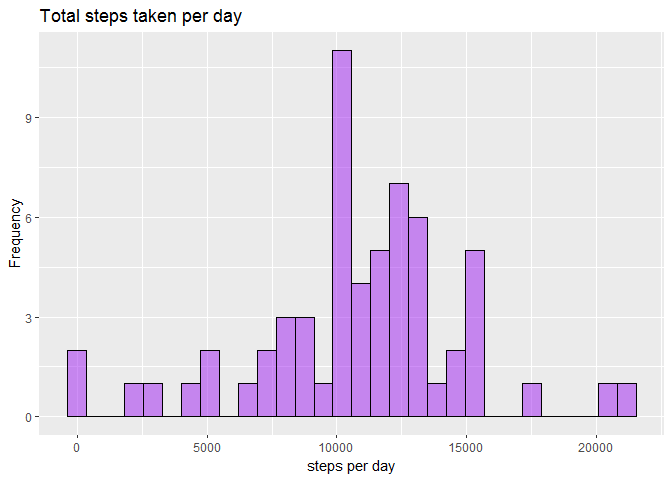 Total steps taken per day
Frequency
9
6
3
0
0 5000 10000 15000 20000
steps per day